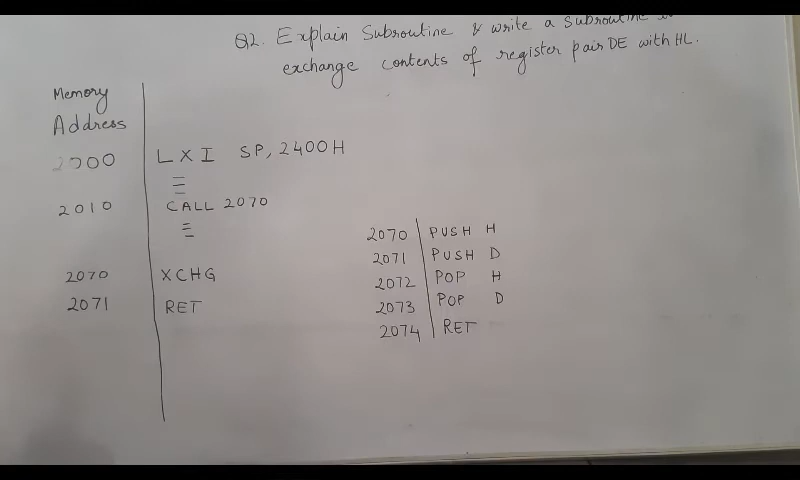 Q2. Explain Subroutine & write a Subroutine
exchange contents of register pair DE with HL.
Memory
Address
2000 LXI SP, 2400H
2010 CALL 2070
2070 XCHG
2071 RET
2070 PUSH H
2071 PUSH D
2072 POP H
2073 POP D
2074 RET